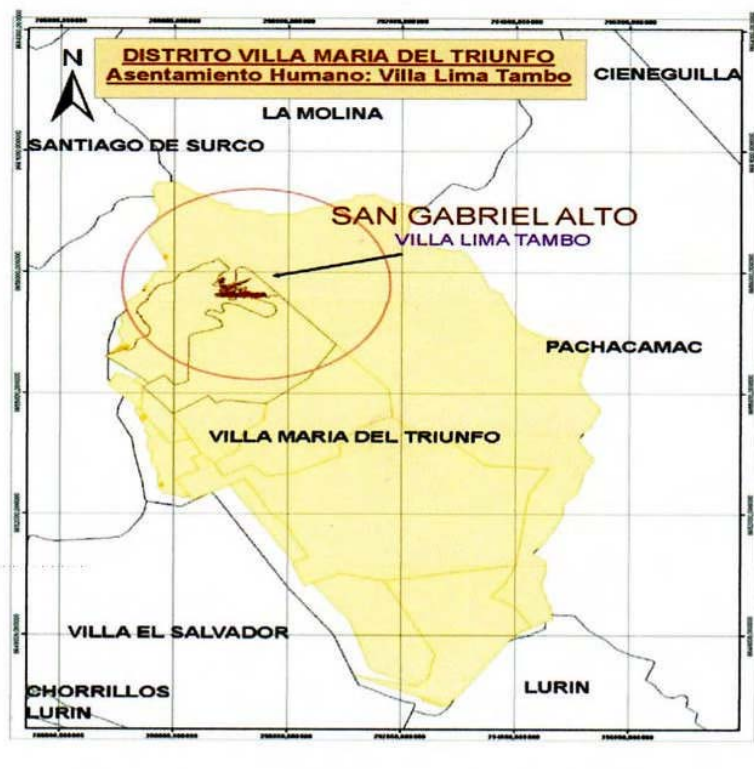 DISTRITO VILLA MARIA DEL TRIUNFO
Asentamiento Humano: Villa Lima Tambo
N
CIENEGUILLA
LA MOLINA
SANTIAGO DE SURCO
SAN GABRIEL ALTO
VILLA LIMA TAMBO
PACHACAMAC
VILLA MARIA DEL TRIUNFO
VILLA EL SALVADOR
CHORRILLOS
LURIN
LURIN